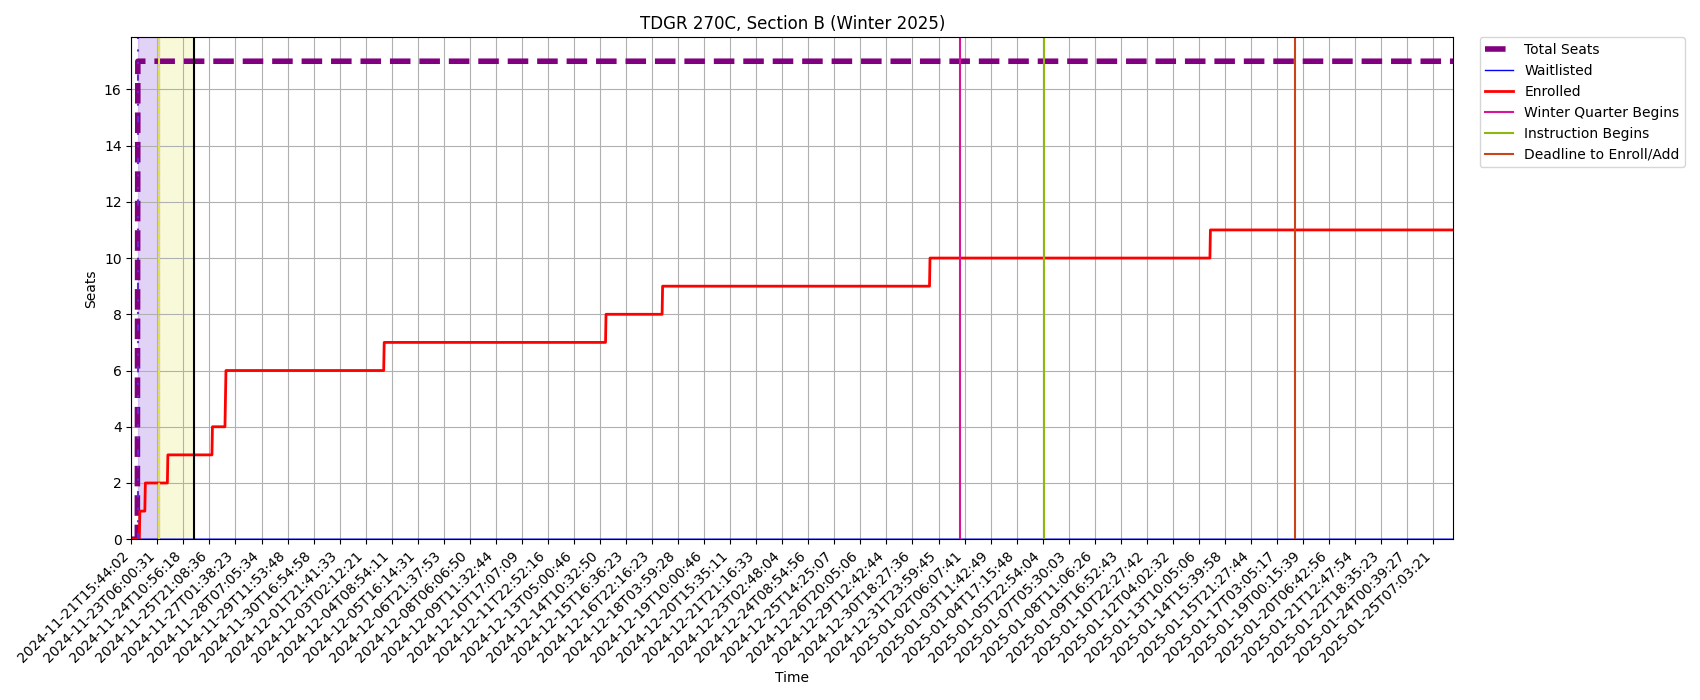 TDGR 270C, Section B (Winter 2025)
Total Seats
Waitlisted
Enrolled
Winter Quarter Begins
Instruction Begins
Deadline to Enroll/Add
Seats
16
14
12
10
8
6
4
2
0
2024-11-21T15:44:02
2024-11-23T06:00:31
2024-11-24T10:56:18
2024-11-25T21:08:36
2024-11-27T01:38:23
2024-11-28T07:05:34
2024-11-29T11:53:48
2024-11-30T16:54:58
2024-12-01T21:41:33
2024-12-03T02:12:21
2024-12-04T08:54:11
2024-12-05T16:14:31
2024-12-06T21:37:53
2024-12-08T06:06:50
2024-12-09T11:32:44
2024-12-10T17:07:09
2024-12-11T22:52:16
2024-12-13T05:00:46
2024-12-14T10:32:50
2024-12-15T16:36:23
2024-12-16T22:16:23
2024-12-18T03:59:28
2024-12-19T10:00:46
2024-12-20T15:35:11
2024-12-21T21:16:33
2024-12-23T02:48:04
2024-12-24T08:54:56
2024-12-25T14:25:07
2024-12-26T20:05:06
2024-12-29T12:42:44
2024-12-30T18:27:36
2024-12-31T23:59:45
2025-01-02T06:07:41
2025-01-03T11:42:49
2025-01-04T17:15:48
2025-01-05T22:54:04
2025-01-07T05:30:03
2025-01-08T11:06:26
2025-01-09T16:52:43
2025-01-10T22:27:42
2025-01-12T04:02:32
2025-01-13T10:05:06
2025-01-14T15:39:58
2025-01-15T21:27:44
2025-01-17T03:05:17
2025-01-19T00:15:39
2025-01-20T06:42:56
2025-01-21T12:47:54
2025-01-22T18:35:23
2025-01-24T00:39:27
2025-01-25T07:03:21
Time